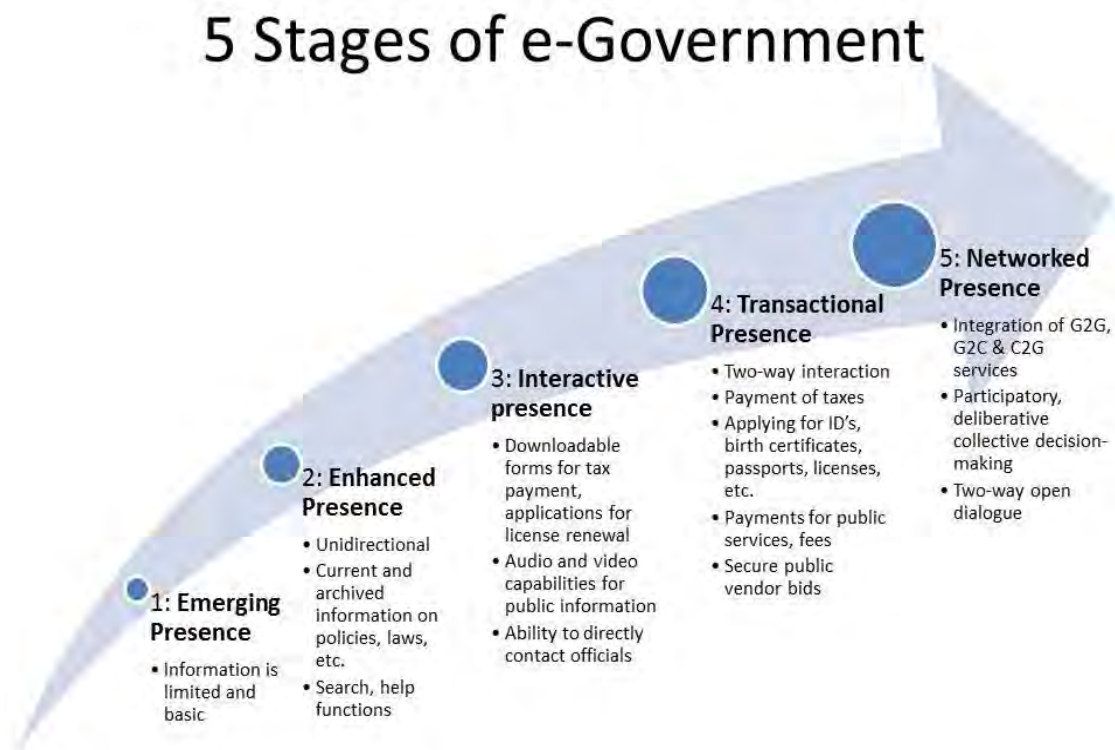 5 Stages of e-Government
1: Emerging
Presence
• Information is
limited and
basic
2: Enhanced
Presence
• Unidirectional
• Current and
archived
information on
policies, laws,
etc.
• Search, help
functions
3: Interactive
presence
• Downloadable
forms for tax
payment,
applications for
license renewal
• Audio and video
capabilities for
public information
• Ability to directly
contact officials
4: Transactional
Presence
• Two-way interaction
• Payment of taxes
• Applying for ID's,
birth certificates,
passports, licenses,
etc.
• Payments for public
services, fees
• Secure public
vendor bids
5: Networked
Presence
• Integration of G2G,
G2C & C2G
services
• Participatory,
deliberative
collective decision-
making
• Two-way open
dialogue